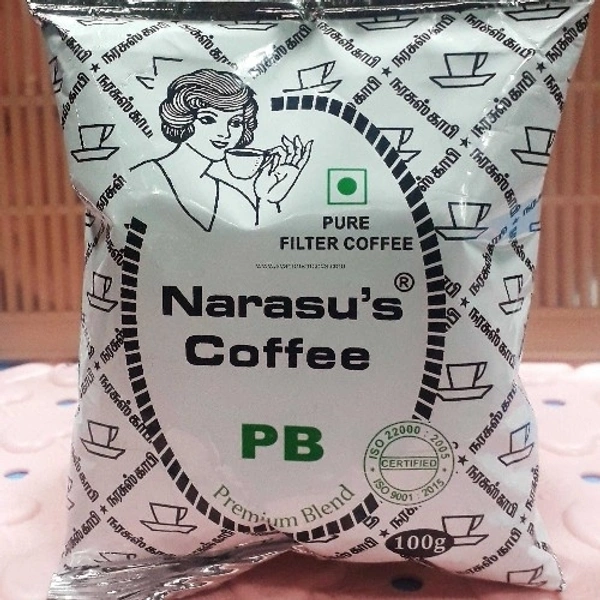 நரசுஸ் காபி
PURE
FILTER COFFEE
Narasu's ®
Coffee
PB
Premium Blend
ISO 22000 : 2005
CERTIFIED
ISO 9001 : 2015
100g